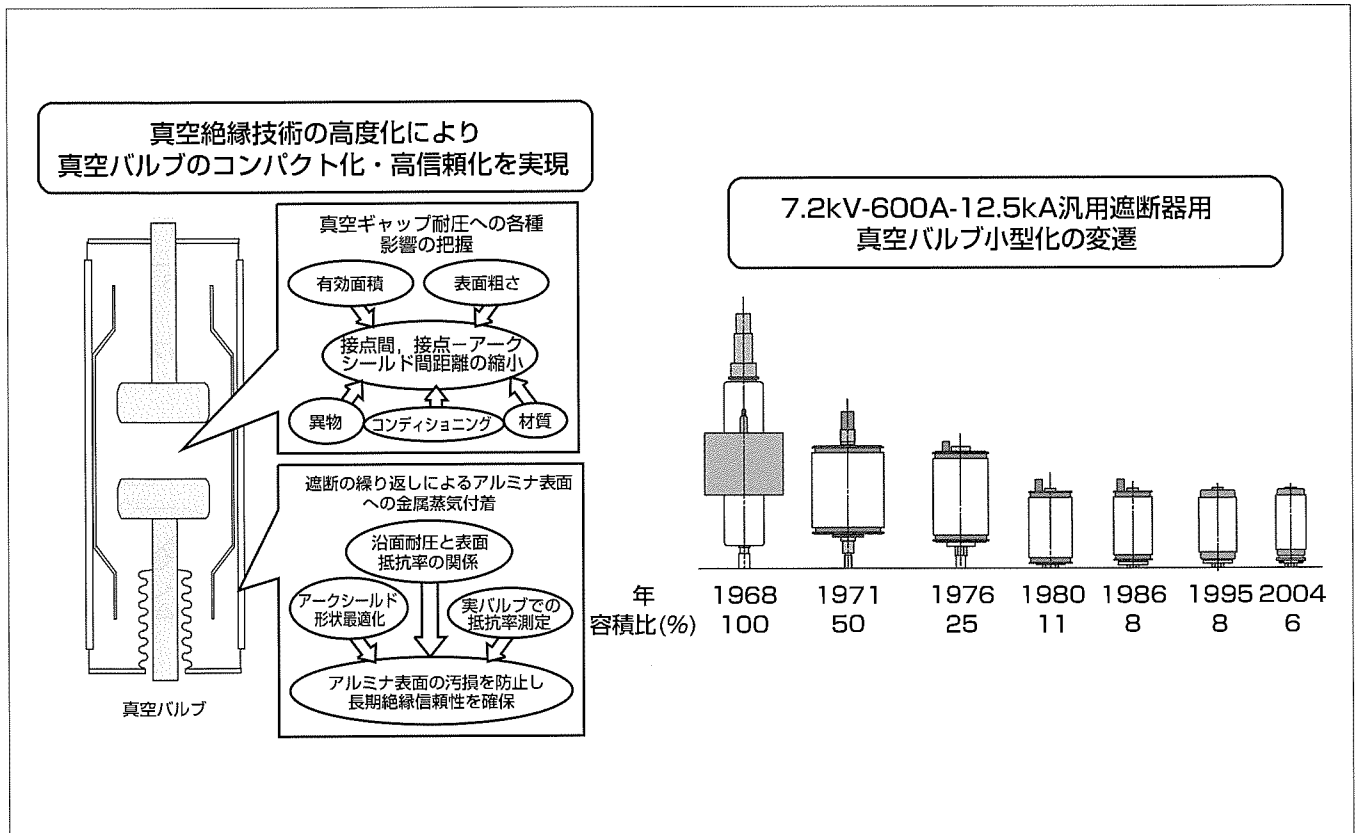 真空絶縁技術の高度化により
真空バルブのコンパクト化・高信頼化を実現
真空ギャップ耐圧への各種
影響の把握
有効面積
表面粗さ
接点間，接点－アーク
シールド間距離の縮小
異物
コンディショニング
材質
遮断の繰り返しによるアルミナ表面
への金属蒸気付着
沿面耐圧と表面
抵抗率の関係
アークシールド
形状最適化
実バルブでの
抵抗率測定
アルミナ表面の汚損を防止し
長期絶縁信頼性を確保
真空バルブ
7.2kV-600A-12.5kA汎用遮断器用
真空バルブ小型化の変遷
年 1968 1971 1976 1980 1986 1995 2004
容積比(%) 100 50 25 11 8 8 6